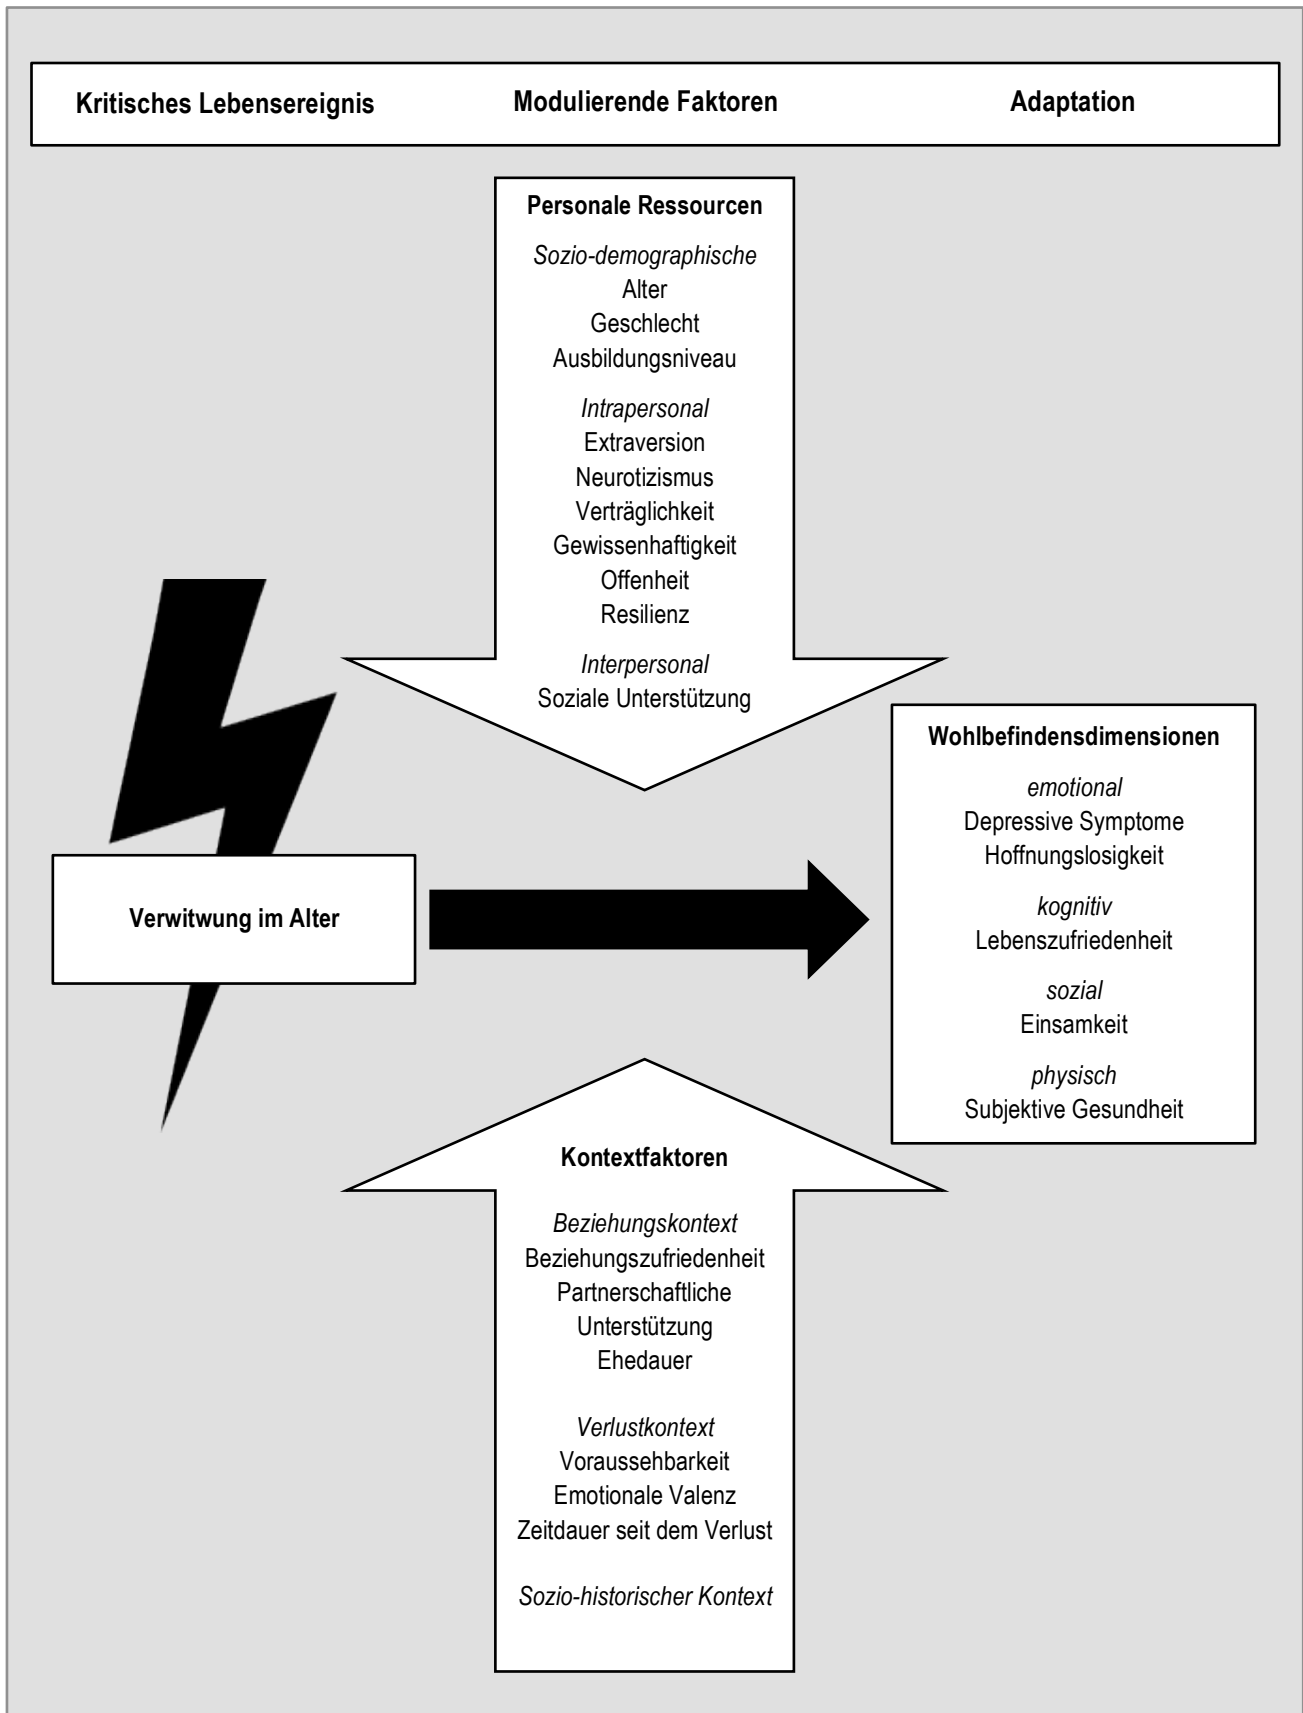 Kritisches Lebensereignis
Modulierende Faktoren
Adaptation
Personale Ressourcen
Sozio-demographische
Alter
Geschlecht
Ausbildungsniveau
Intrapersonal
Extraversion
Neurotizismus
Verträglichkeit
Gewissenhaftigkeit
Offenheit
Resilienz
Interpersonal
Soziale Unterstützung
Verwitwung im Alter
Wohlbefindensdimensionen
emotional
Depressive Symptome
Hoffnungslosigkeit
kognitiv
Lebenszufriedenheit
sozial
Einsamkeit
physisch
Subjektive Gesundheit
Kontextfaktoren
Beziehungskontext
Beziehungszufriedenheit
Partnerschaftliche
Unterstützung
Ehedauer
Verlustkontext
Voraussehbarkeit
Emotionale Valenz
Zeitdauer seit dem Verlust
Sozio-historischer Kontext